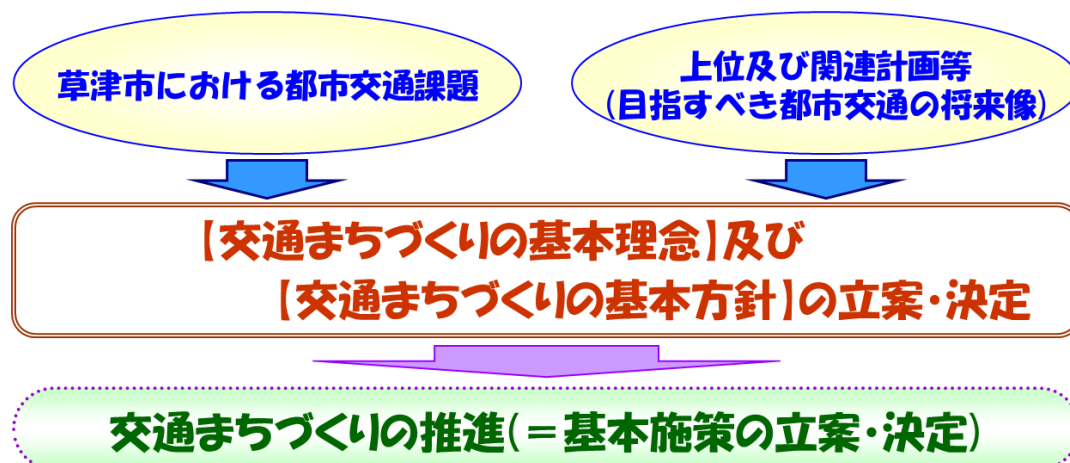 草津市における都市交通課題
上位及び関連計画等
(目指すべき都市交通の将来像)
【交通まちづくりの基本理念】及び
【交通まちづくりの基本方針】の立案・決定
交通まちづくりの推進(=基本施策の立案・決定)